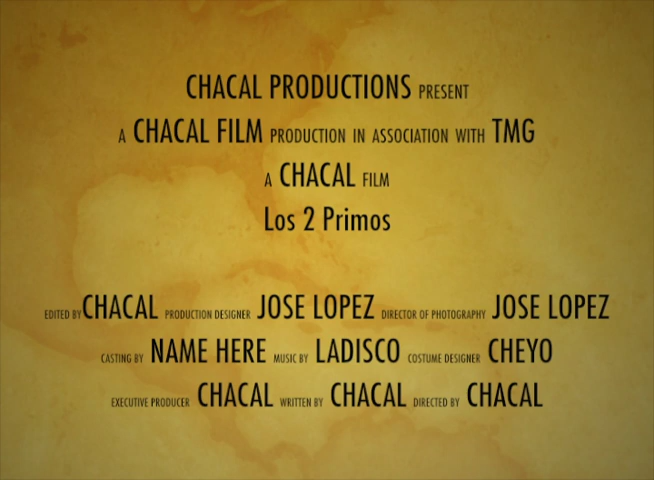 CHACAL PRODUCTIONS PRESENT
A CHACAL FILM PRODUCTION IN ASSOCIATION WITH TMG
A CHACAL FILM
Los 2 Primos
EDITED BY CHACAL PRODUCTION DESIGNER JOSE LOPEZ DIRECTOR OF PHOTOGRAPHY JOSE LOPEZ
CASTING BY NAME HERE MUSIC BY LADISCO COSTUME DESIGNER CHEYO
EXECUTIVE PRODUCER CHACAL WRITTEN BY CHACAL DIRECTED BY CHACAL